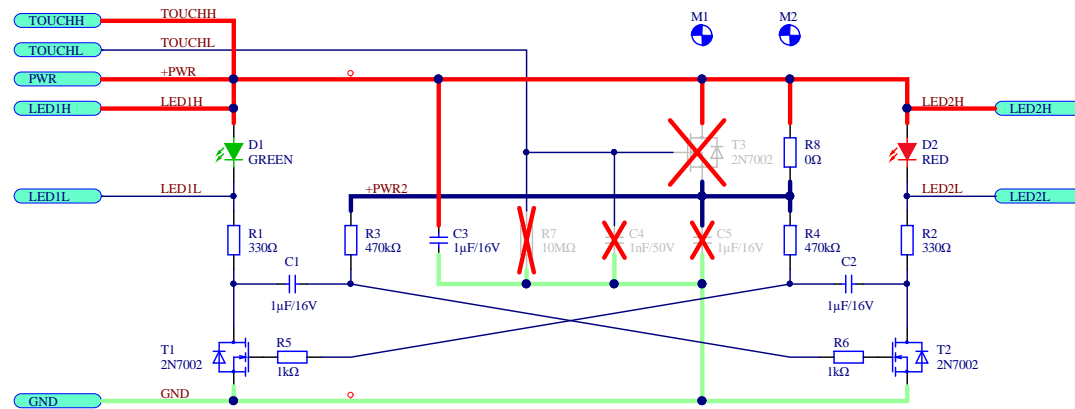 TOUCHH TOUCHH M1 M2
TOUCHL TOUCHL
PWR +PWR
LED1H LED1H LED2H LED2H
D1 T3 R8 D2
GREEN 2N7002 0Ω RED
LED1L LED1L +PWR2 LED2L LED2L
R1 R3 C3 R7 C4 C5 R4 R2
330Ω 470kΩ 1µF/16V 10MΩ 1nF/50V 1µF/16V 470kΩ 330Ω
C1 C2
1µF/16V 1µF/16V
T1 R5 R6 T2
2N7002 1kΩ 1kΩ 2N7002
GND GND